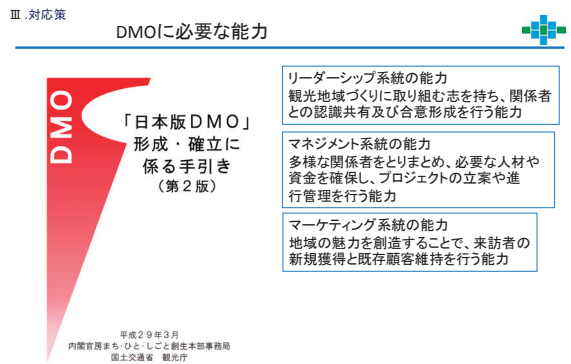 Ⅲ.対応策
DMOに必要な能力
DMO
「日本版DMO」
形成・確立に
係る手引き
(第2版)
平成29年3月
内閣官房まち・ひと・しごと創生本部事務局
国土交通省 観光庁
リーダーシップ系統の能力
観光地域づくりに取り組む志を持ち、関係者
との認識共有及び合意形成を行う能力
マネジメント系統の能力
多様な関係者をとりまとめ、必要な人材や
資金を確保し、プロジェクトの立案や進
行管理を行う能力
マーケティング系統の能力
地域の魅力を創造することで、来訪者の
新規獲得と既存顧客維持を行う能力